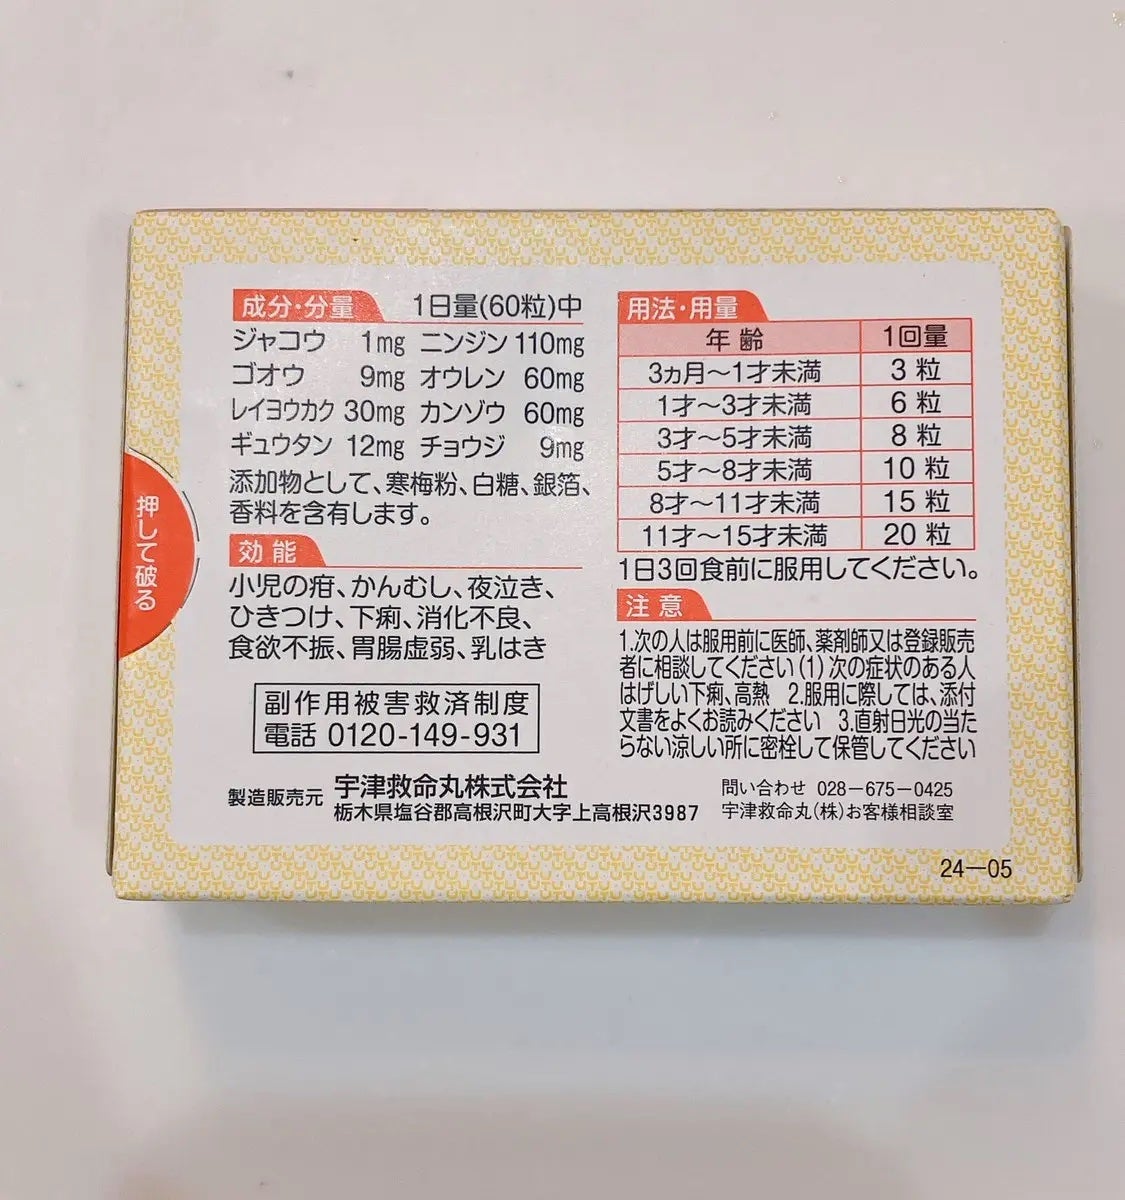 成分・分量 1日量(60粒)中
ジャコウ 1mg ニンジン 110mg
ゴオウ 9mg オウレン 60mg
レイヨウカク 30mg カンゾウ 60mg
ギュウタン 12mg チョウジ 9mg
添加物として、寒梅粉、白糖、銀箔、
香料を含有します。
効能
小児の疳、かんむし、夜泣き、
ひきつけ、下痢、消化不良、
食欲不振、胃腸虚弱、乳はき
副作用被害救済制度
電話 0120-149-931
用法・用量
年齢 1回量
3ヵ月〜1才未満 3 粒
1才〜3才未満 6 粒
3才〜5才未満 8 粒
5才〜8才未満 10 粒
8才〜11才未満 15 粒
11才〜15才未満 20 粒
1日3回食前に服用してください。
注意
1.次の人は服用前に医師、薬剤師又は登録販売
者に相談してください (1) 次の症状のある人
はげしい下痢、高熱 2.服用に際しては、添付
文書をよくお読みください 3.直射日光の当た
らない涼しい所に密栓して保管してください
製造販売元 宇津救命丸株式会社
栃木県塩谷郡高根沢町大字上高根沢3987
問い合わせ 028-675-0425
宇津救命丸(株)お客様相談室
24-05
押して破る